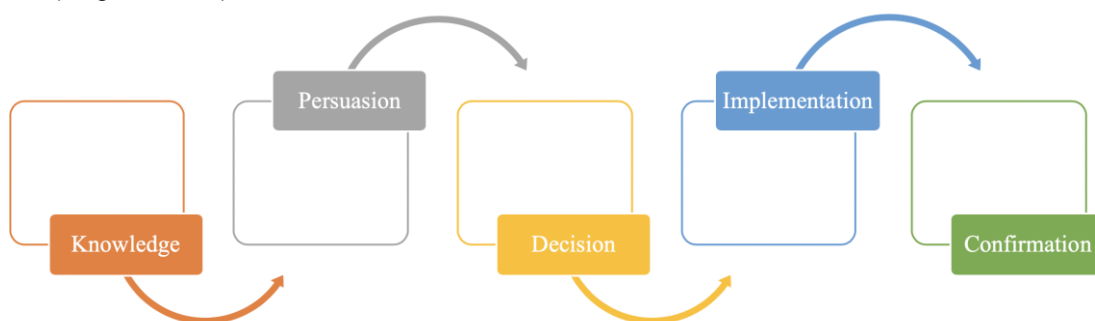 Knowledge
Persuasion
Decision
Implementation
Confirmation